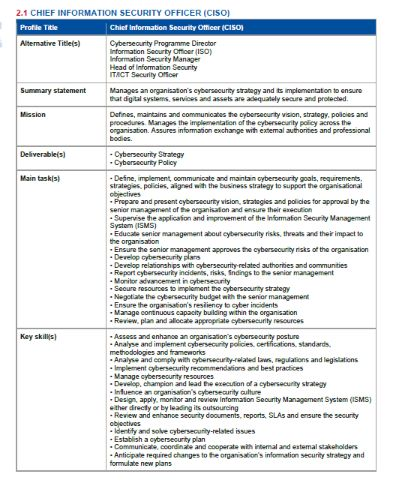 2.1 CHIEF INFORMATION SECURITY OFFICER (CISO)
Profile Title
Chief Information Security Officer (CISO)
Alternative Title(s)
Cybersecurity Programme Director
Information Security Officer (ISO)
Information Security Manager
Head of Information Security
IT/ICT Security Officer
Summary statement
Manages an organisation's cybersecurity strategy and its implementation to ensure
that digital systems, services and assets are adequately secure and protected.
Mission
Defines, maintains and communicates the cybersecurity vision, strategy, policies and
procedures. Manages the implementation of the cybersecurity policy across the
organisation. Assures information exchange with external authorities and professional
bodies.
Deliverable(s)
• Cybersecurity Strategy
• Cybersecurity Policy
Main task(s)
• Define, implement, communicate and maintain cybersecurity goals, requirements,
strategies, policies, aligned with the business strategy to support the organisational
objectives
• Prepare and present cybersecurity vision, strategies and policies for approval by the
senior management of the organisation and ensure their execution
• Supervise the application and improvement of the Information Security Management
System (ISMS)
• Educate senior management about cybersecurity risks, threats and their impact to
the organisation
• Ensure the senior management approves the cybersecurity risks of the organisation
• Develop cybersecurity plans
• Develop relationships with cybersecurity-related authorities and communities
• Report cybersecurity incidents, risks, findings to the senior management
• Monitor advancement in cybersecurity
• Secure resources to implement the cybersecurity strategy
• Negotiate the cybersecurity budget with the senior management
• Ensure the organisation's resiliency to cyber incidents
• Manage continuous capacity building within the organisation
• Review, plan and allocate appropriate cybersecurity resources
Key skill(s)
• Assess and enhance an organisation's cybersecurity posture
• Analyse and implement cybersecurity policies, certifications, standards,
methodologies and frameworks
• Analyse and comply with cybersecurity-related laws, regulations and legislations
• Implement cybersecurity recommendations and best practices
• Manage cybersecurity resources
• Develop, champion and lead the execution of a cybersecurity strategy
• Influence an organisation's cybersecurity culture
• Design, apply, monitor and review Information Security Management System (ISMS)
either directly or by leading its outsourcing
• Review and enhance security documents, reports, SLAs and ensure the security
objectives
• Identify and solve cybersecurity-related issues
• Establish a cybersecurity plan
• Communicate, coordinate and cooperate with internal and external stakeholders
• Anticipate required changes to the organisation's information security strategy and
formulate new plans